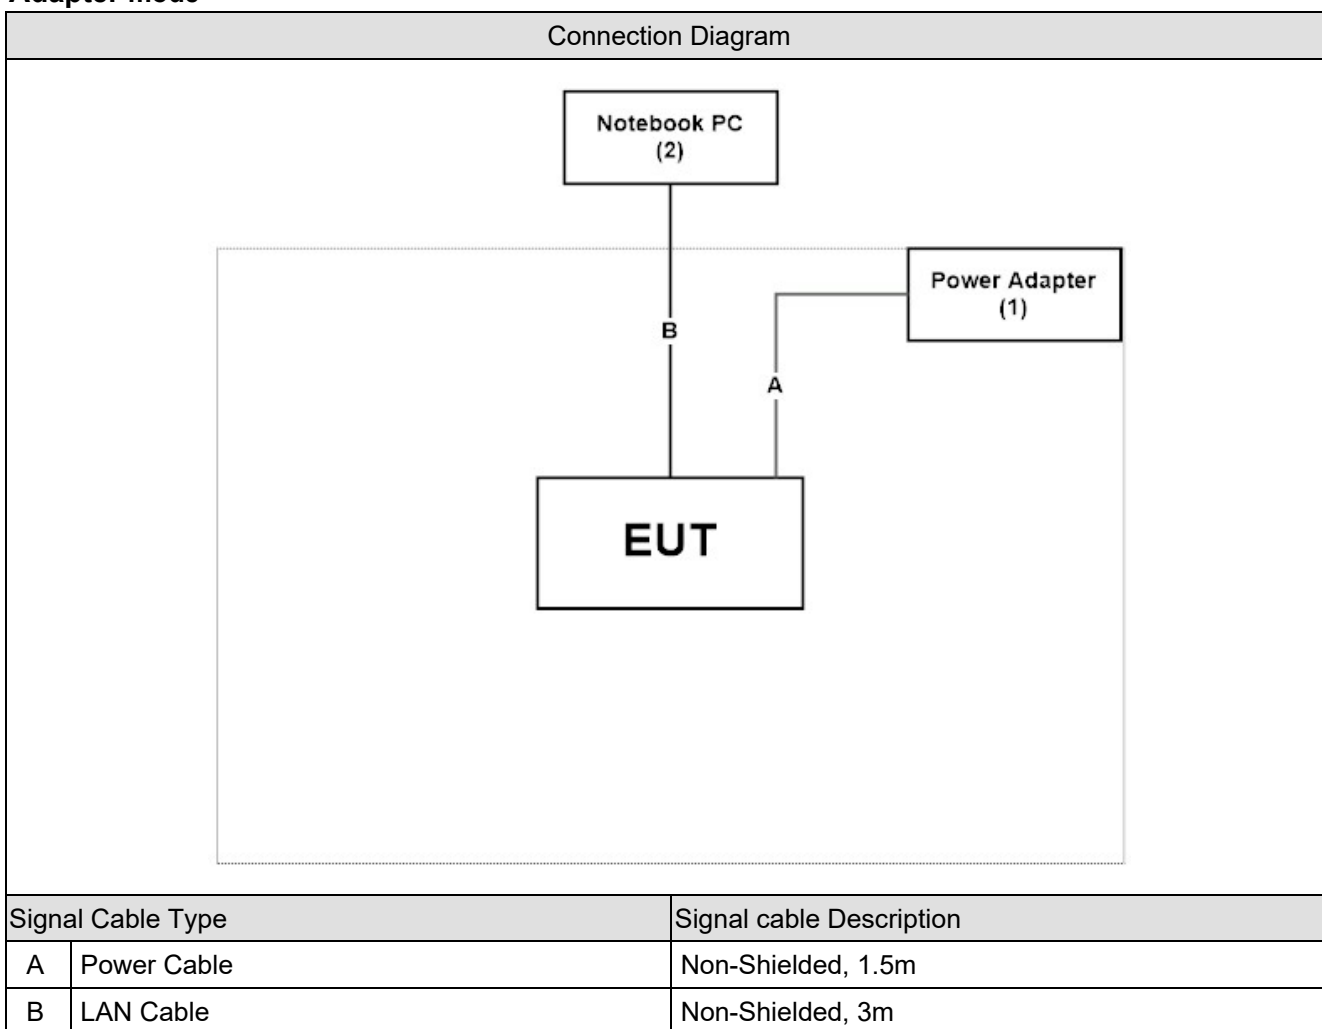 Adapter mode
Connection Diagram
Notebook PC
(2)
Power Adapter
(1)
B
A
EUT
Signal Cable Type Signal cable Description
A Power Cable Non-Shielded, 1.5m
B LAN Cable Non-Shielded, 3m